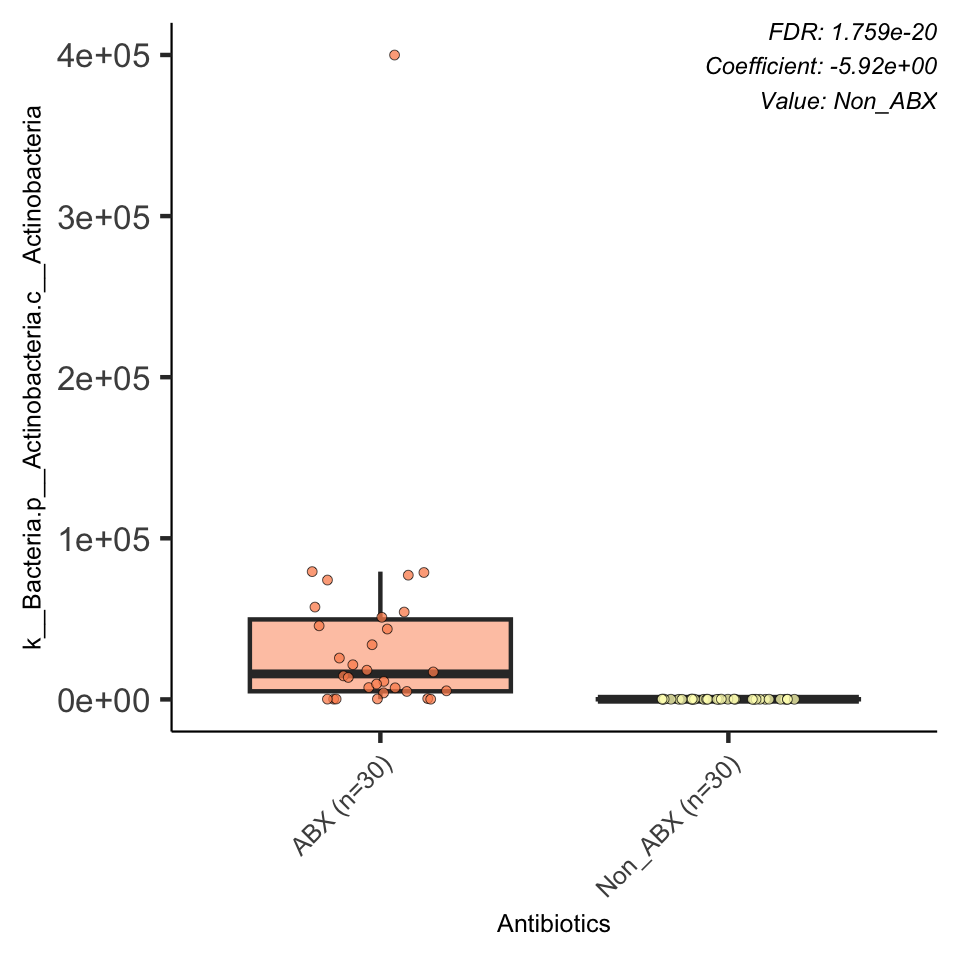 FDR: 1.759e-20
Coefficient: -5.92e+00
Value: Non_ABX
k__Bacteria.p__Actinobacteria.c__Actinobacteria
4e+05
3e+05
2e+05
1e+05
0e+00
ABX (n=30)
Non_ABX (n=30)
Antibiotics